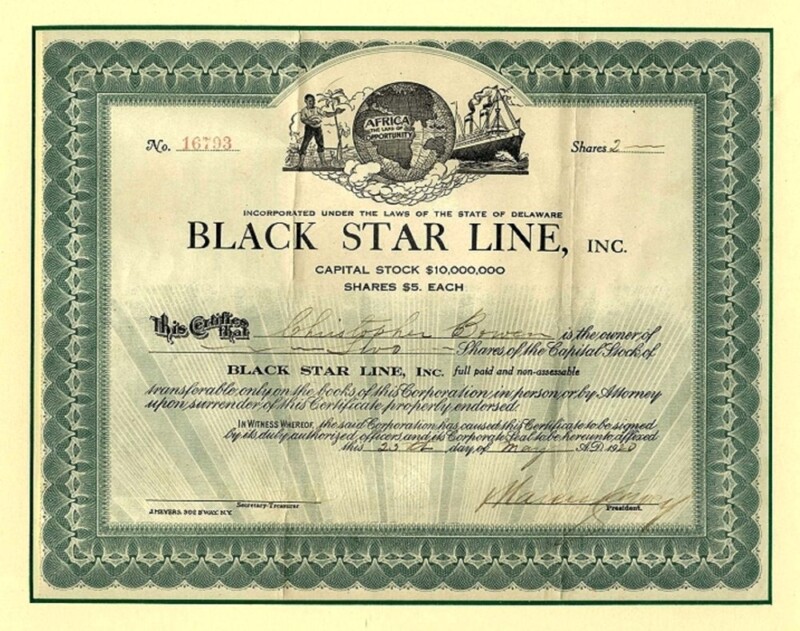 No. 16793
AFRICA
THE LAND OF
OPPORTUNITY
Shares 2
INCORPORATED UNDER THE LAWS OF THE STATE OF DELAWARE
BLACK STAR LINE, INC.
CAPITAL STOCK $10,000,000
SHARES $5. EACH
This Certifies that Christopher Cowen is the owner of
Two Shares of the Capital Stock of
BLACK STAR LINE, INC. full paid and non-assessable
transferable only on the books of this Corporation in person or by Attorney
upon surrender of this Certificate properly endorsed.
IN WITNESS WHEREOF, the said Corporation has caused this Certificate to be signed
by its duly authorized officers and its Corporate Seal to be hereunto affixed
this 23d day of May A.D. 1920
Secretary-Treasurer
President.